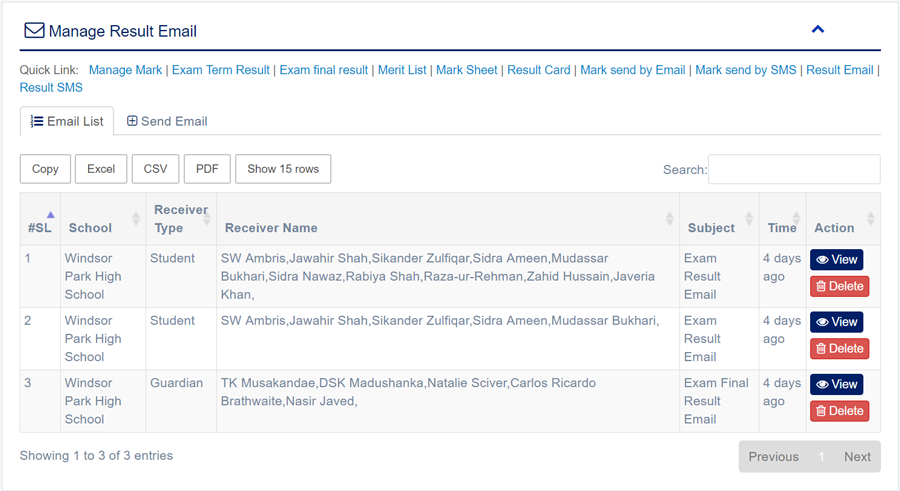 Manage Result Email
Quick Link: Manage Mark | Exam Term Result | Exam final result | Merit List | Mark Sheet | Result Card | Mark send by Email | Mark send by SMS | Result Email |
Result SMS
Email List Send Email
Copy Excel CSV PDF Show 15 rows Search:
#SL School Receiver Type Receiver Name Subject Time Action
1 Windsor Park High School Student SW Ambris,Jawahir Shah,Sikander Zulfiqar,Sidra Ameen,Mudassar Bukhari,Sidra Nawaz,Rabiya Shah,Raza-ur-Rehman,Zahid Hussain,Javeria Khan, Exam Result Email 4 days ago View Delete
2 Windsor Park High School Student SW Ambris,Jawahir Shah,Sikander Zulfiqar,Sidra Ameen,Mudassar Bukhari, Exam Result Email 4 days ago View Delete
3 Windsor Park High School Guardian TK Musakandae,DSK Madushanka,Natalie Sciver,Carlos Ricardo Brathwaite,Nasir Javed, Exam Final Result Email 4 days ago View Delete
Showing 1 to 3 of 3 entries Previous 1 Next